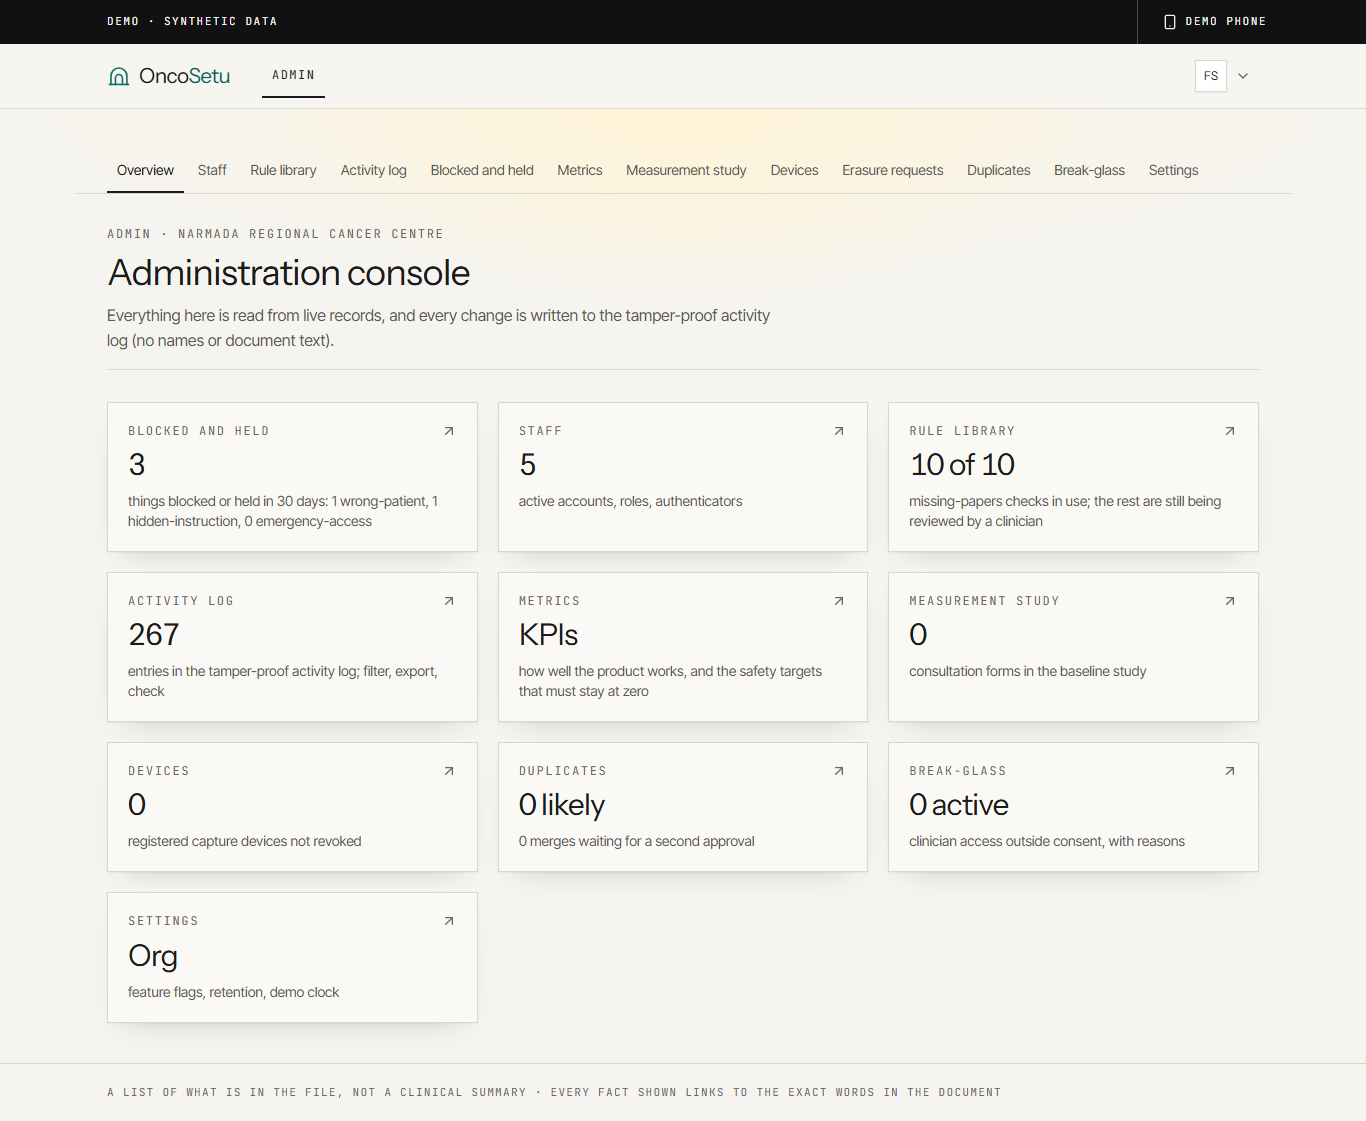 DEMO · SYNTHETIC DATA
DEMO PHONE
OncoSetu
ADMIN
FS
Overview Staff Rule library Activity log Blocked and held Metrics Measurement study Devices Erasure requests Duplicates Break-glass Settings
ADMIN · NARMADA REGIONAL CANCER CENTRE
Administration console
Everything here is read from live records, and every change is written to the tamper-proof activity
log (no names or document text).
BLOCKED AND HELD
3
things blocked or held in 30 days: 1 wrong-patient, 1
hidden-instruction, 0 emergency-access
STAFF
5
active accounts, roles, authenticators
RULE LIBRARY
10 of 10
missing-papers checks in use; the rest are still being
reviewed by a clinician
ACTIVITY LOG
267
entries in the tamper-proof activity log; filter, export,
check
METRICS
KPIs
how well the product works, and the safety targets
that must stay at zero
MEASUREMENT STUDY
0
consultation forms in the baseline study
DEVICES
0
registered capture devices not revoked
DUPLICATES
0 likely
0 merges waiting for a second approval
BREAK-GLASS
0 active
clinician access outside consent, with reasons
SETTINGS
Org
feature flags, retention, demo clock
A LIST OF WHAT IS IN THE FILE, NOT A CLINICAL SUMMARY · EVERY FACT SHOWN LINKS TO THE EXACT WORDS IN THE DOCUMENT